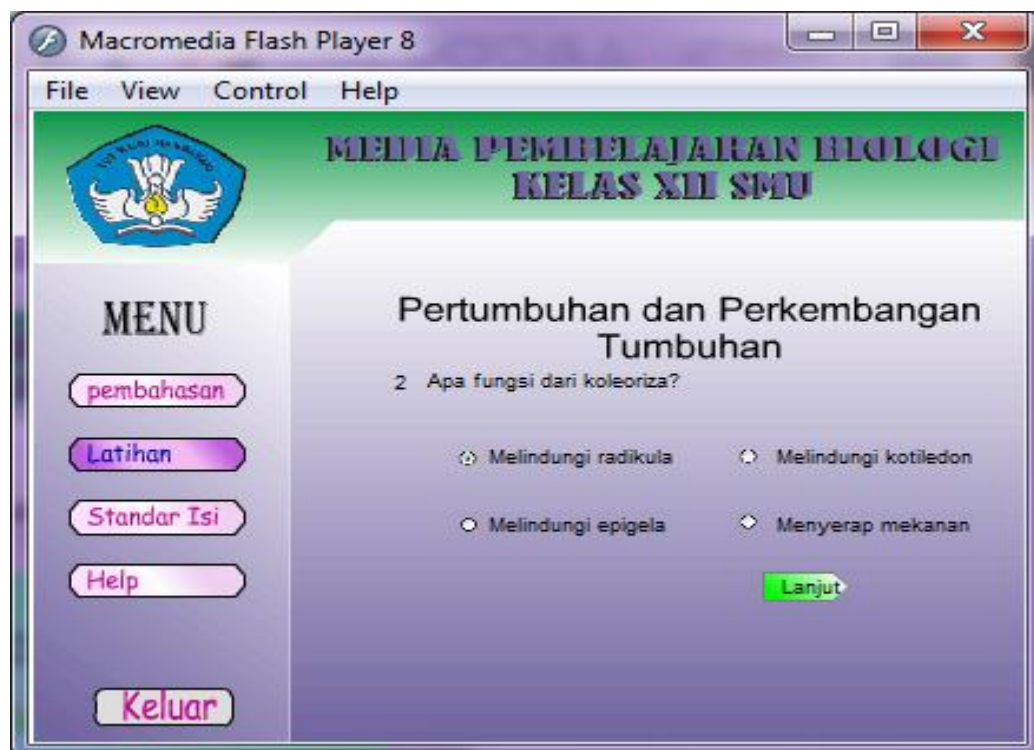 Macromedia Flash Player 8
File View Control Help
MEDIA PEMBELAJARAN BIOLOGI
KELAS XII SMU
MENU
pembahasan
Latihan
Standar Isi
Help
Keluar
Pertumbuhan dan Perkembangan
Tumbuhan
2 Apa fungsi dari koleoriza?
Melindungi radikula
Melindungi kotiledon
Melindungi epigela
Menyerap mekanan
Lanjut